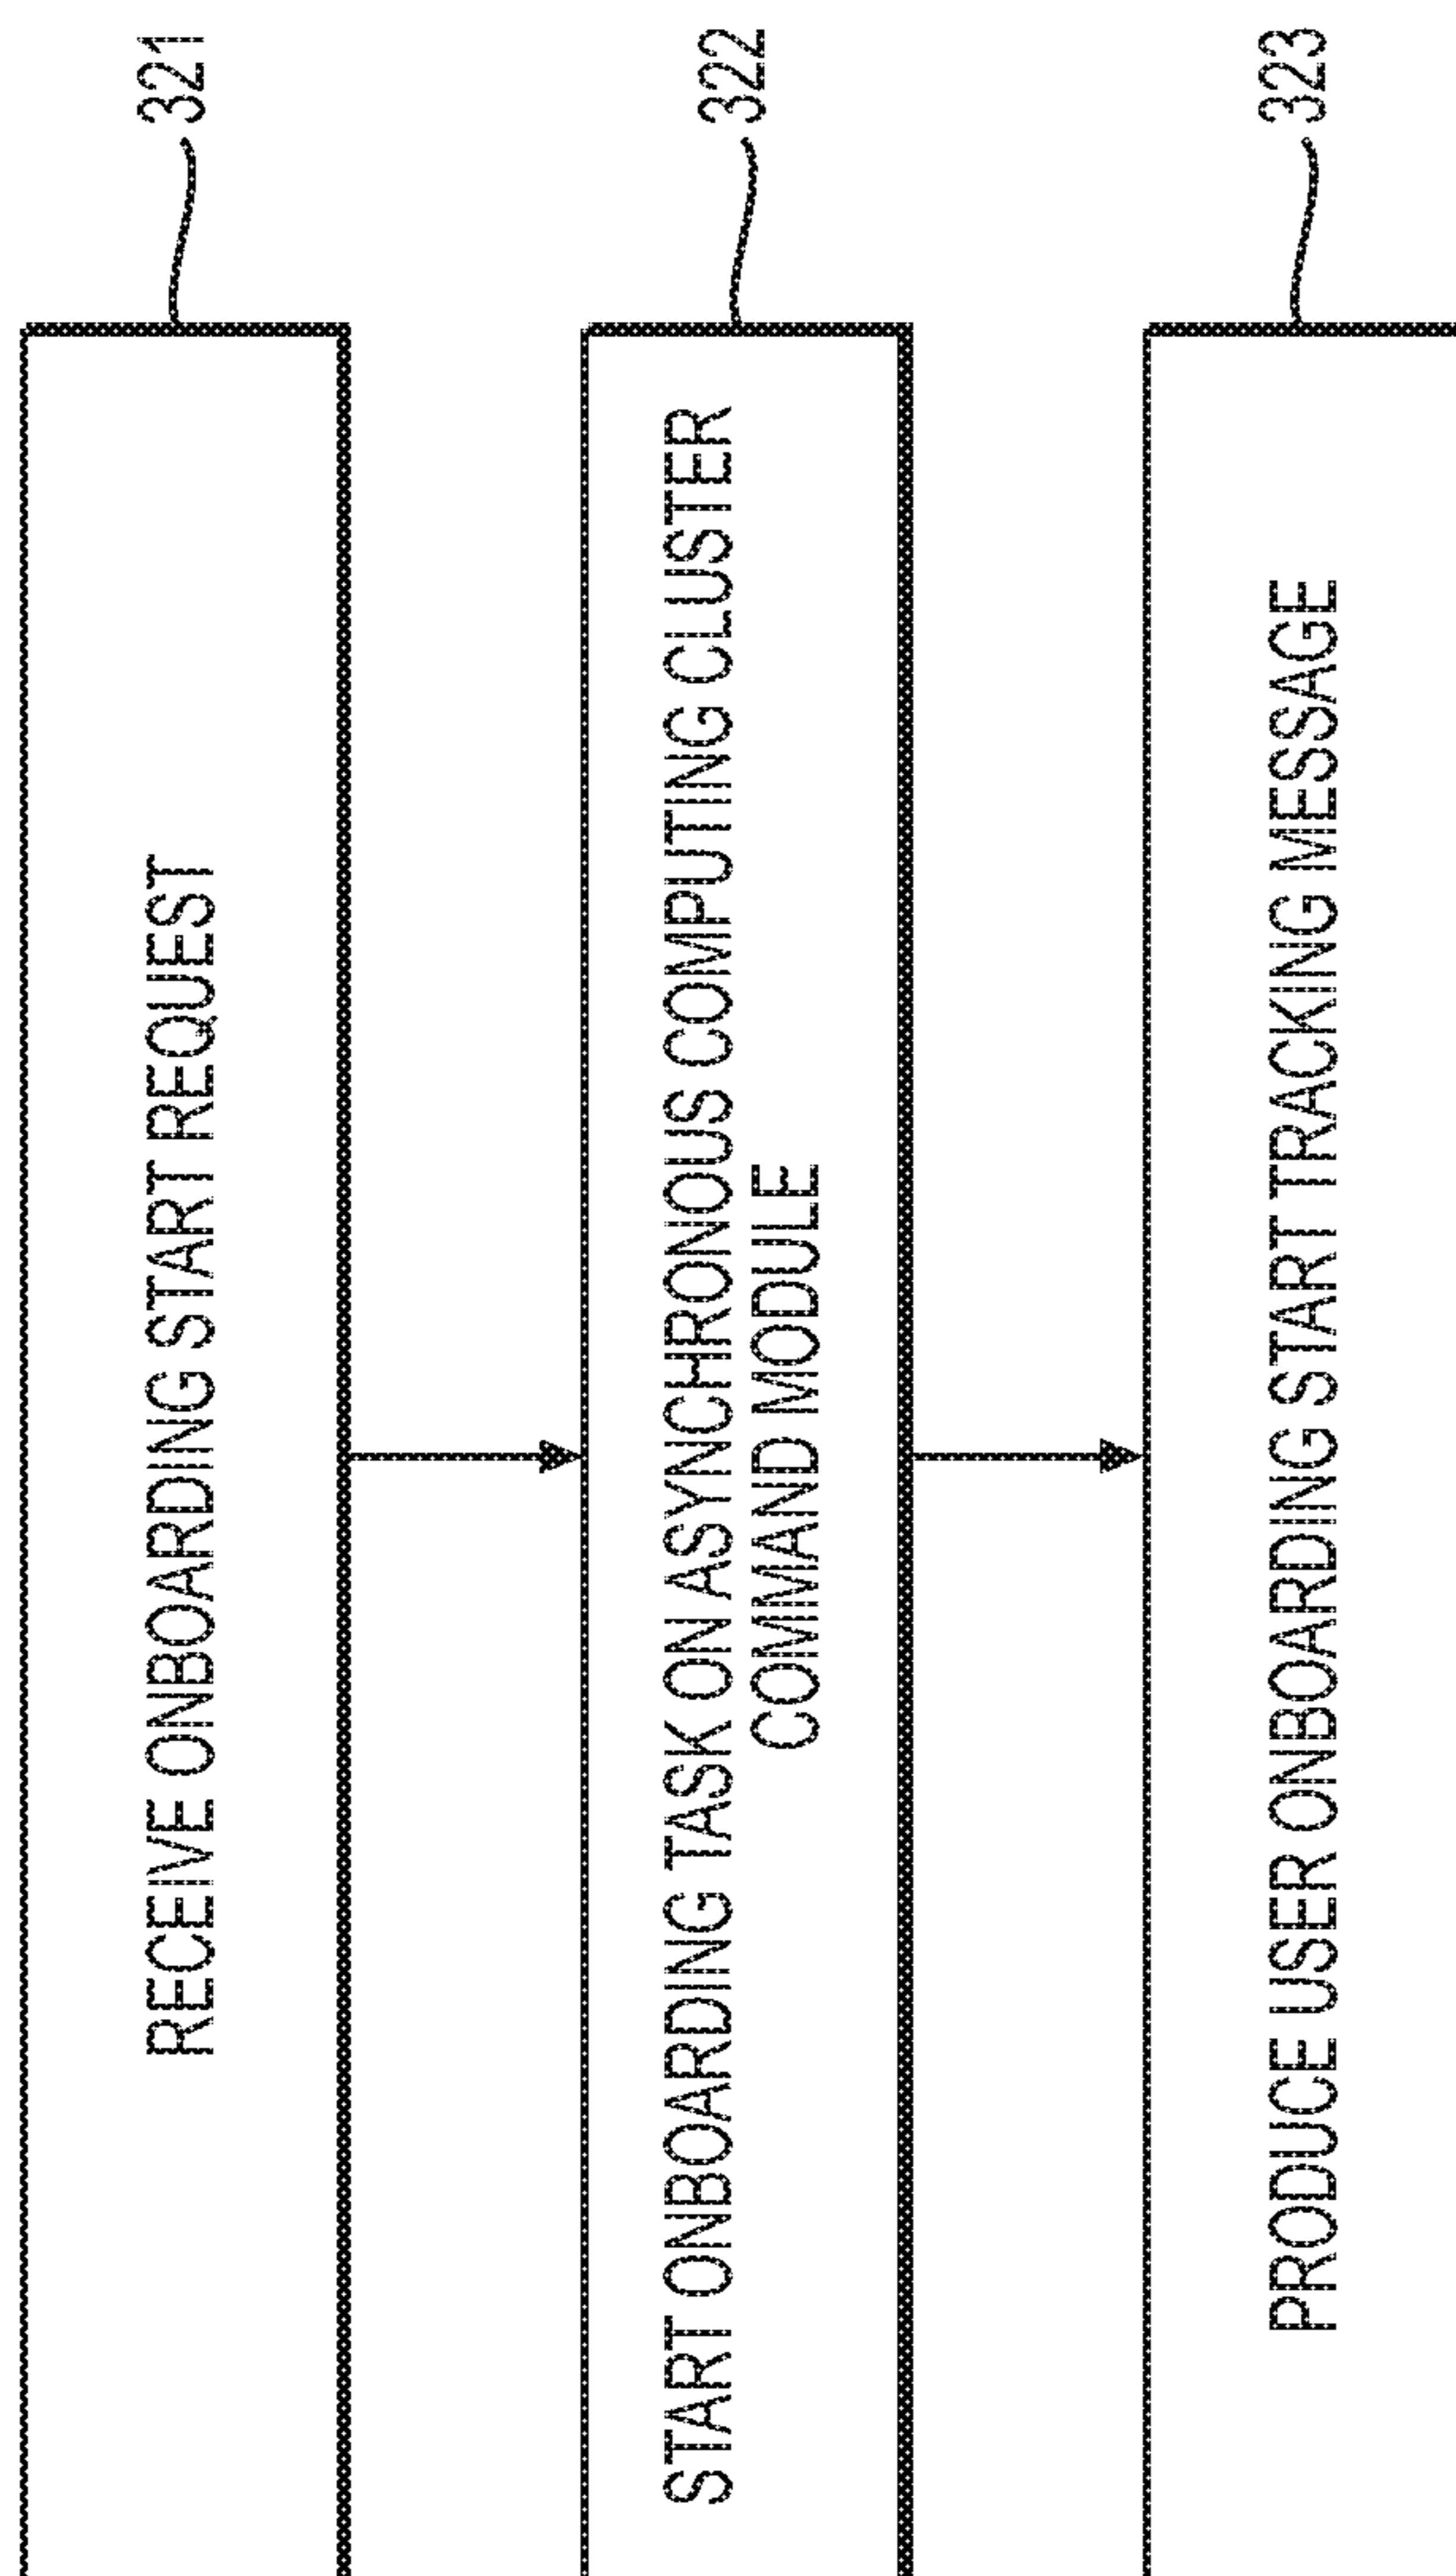 RECEIVE ONBOARDING START REQUEST
321
START ONBOARDING TASK ON ASYNCHRONOUS COMPUTING CLUSTER
COMMAND MODULE
322
PRODUCE USER ONBOARDING START TRACKING MESSAGE
323